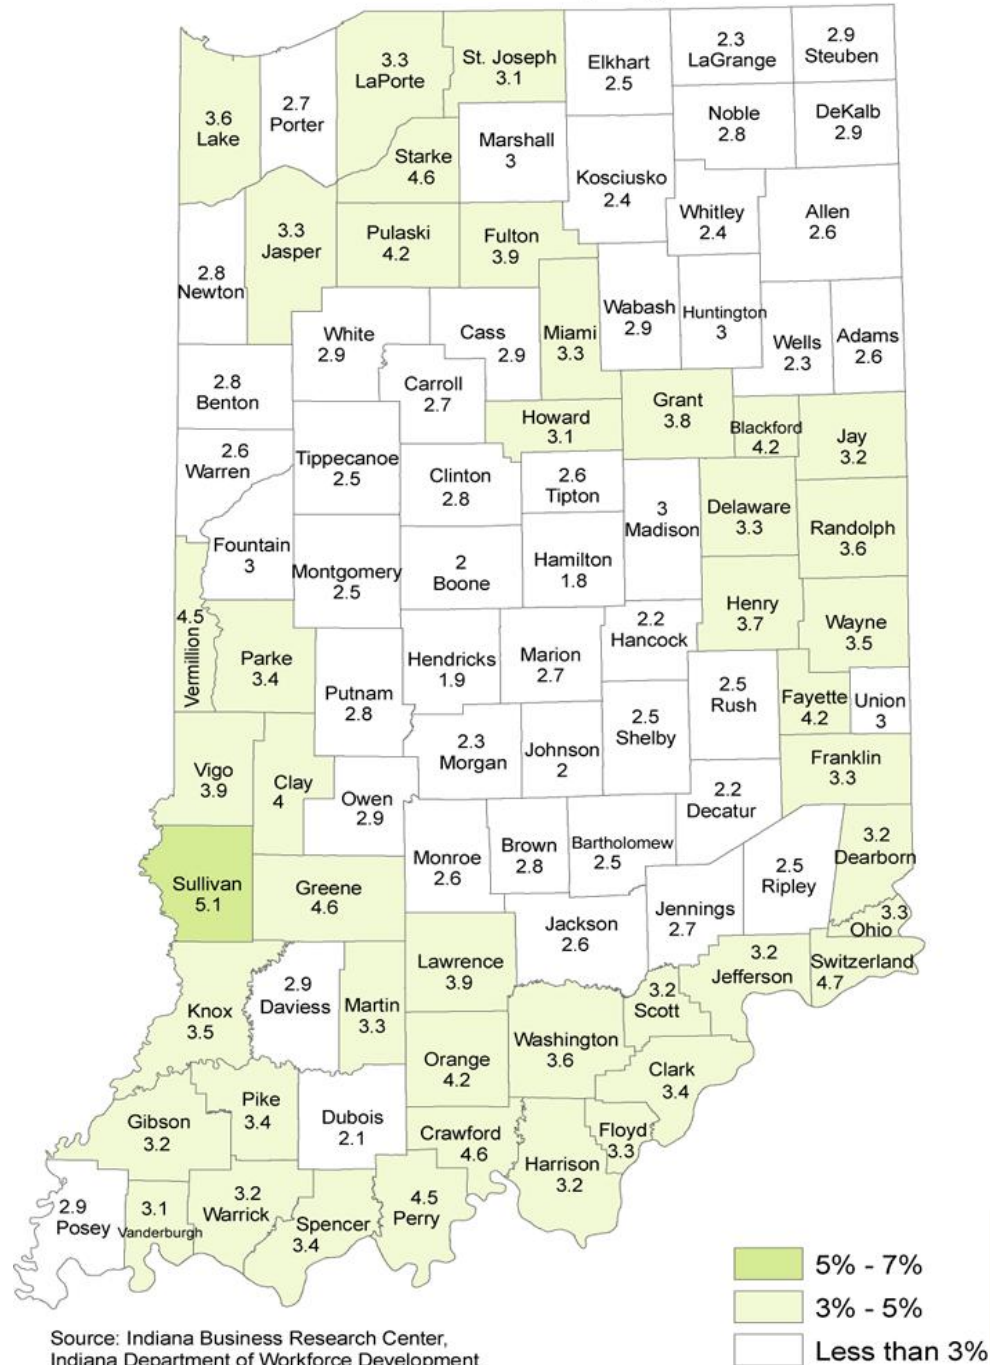 3.6
Lake
2.7
Porter
3.3
LaPorte
St. Joseph
3.1
Elkhart
2.5
2.3
LaGrange
2.9
Steuben
Noble
2.8
DeKalb
2.9
Marshall
3
Starke
4.6
Kosciusko
2.4
Whitley
2.4
Allen
2.6
2.8
Newton
3.3
Jasper
Pulaski
4.2
Fulton
3.9
White
2.9
Cass
2.9
Miami
3.3
Wabash
2.9
Huntington
3
Wells
2.3
Adams
2.6
2.8
Benton
Carroll
2.7
Howard
3.1
Grant
3.8
Blackford
4.2
Jay
3.2
2.6
Warren
Tippecanoe
2.5
Clinton
2.8
2.6
Tipton
3
Madison
Delaware
3.3
Randolph
3.6
Fountain
3
Montgomery
2.5
2
Boone
Hamilton
1.8
Henry
3.7
Wayne
3.5
4.5
Vermillion
Parke
3.4
Putnam
2.8
Hendricks
1.9
Marion
2.7
2.2
Hancock
2.5
Rush
Fayette
4.2
Union
3
Vigo
3.9
Clay
4
Owen
2.9
2.3
Morgan
Johnson
2
2.5
Shelby
2.2
Decatur
Franklin
3.3
Sullivan
5.1
Greene
4.6
Monroe
2.6
Brown
2.8
Bartholomew
2.5
2.5
Ripley
3.2
Dearborn
3.3
Ohio
Jackson
2.6
Jennings
2.7
3.2
Jefferson
Switzerland
4.7
Knox
3.5
2.9
Daviess
Martin
3.3
Lawrence
3.9
Washington
3.6
3.2
Scott
Orange
4.2
Clark
3.4
Gibson
3.2
Pike
3.4
Dubois
2.1
Crawford
4.6
Harrison
3.2
Floyd
3.3
2.9
Posey
3.1
Vanderburgh
3.2
Warrick
Spencer
3.4
4.5
Perry
5% - 7%
3% - 5%
Less than 3%
Source: Indiana Business Research Center,
Indiana Department of Workforce Development